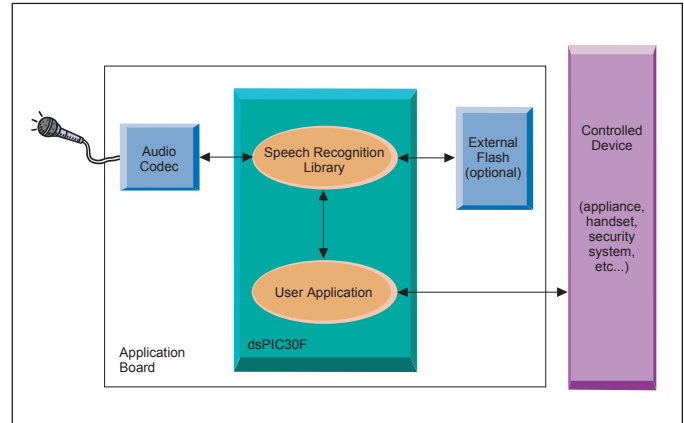 Audio
Codec
Speech Recognition
Library
External
Flash
(optional)
Controlled
Device
(appliance,
handset,
security
system,
etc...)
User Application
dsPIC30F
Application
Board